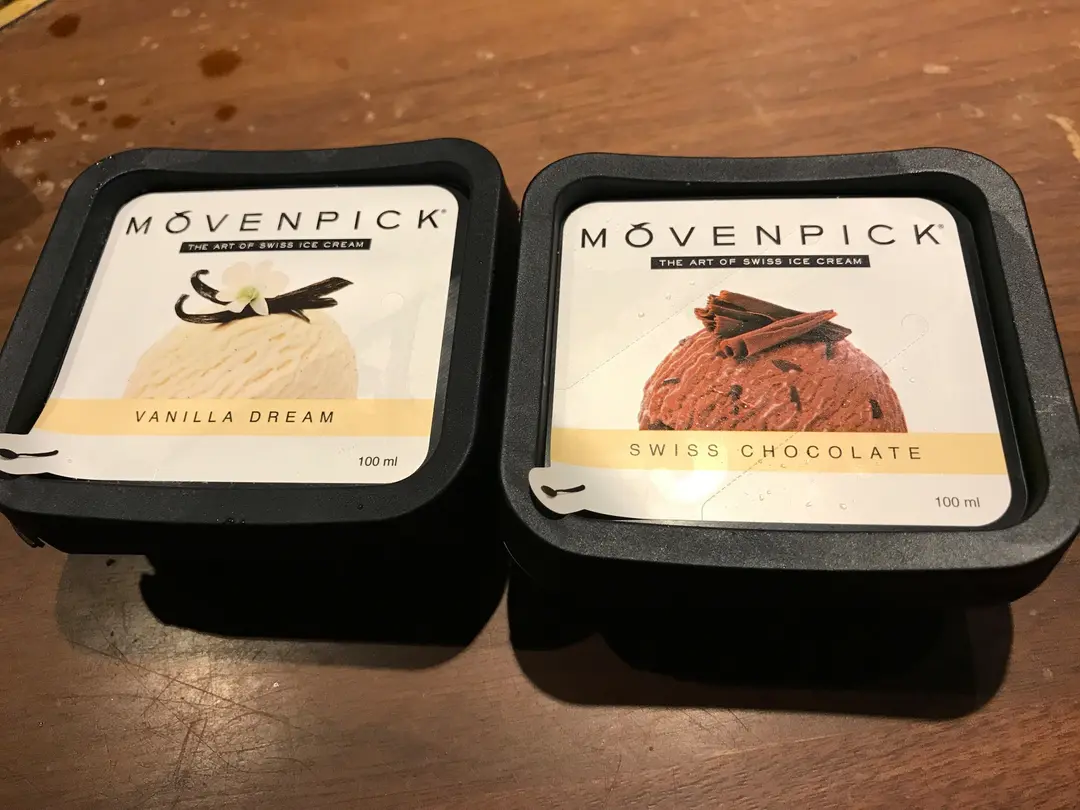 MÖVENPICK®
THE ART OF SWISS ICE CREAM
VANILLA DREAM
100 ml
MÖVENPICK®
THE ART OF SWISS ICE CREAM
SWISS CHOCOLATE
100 ml